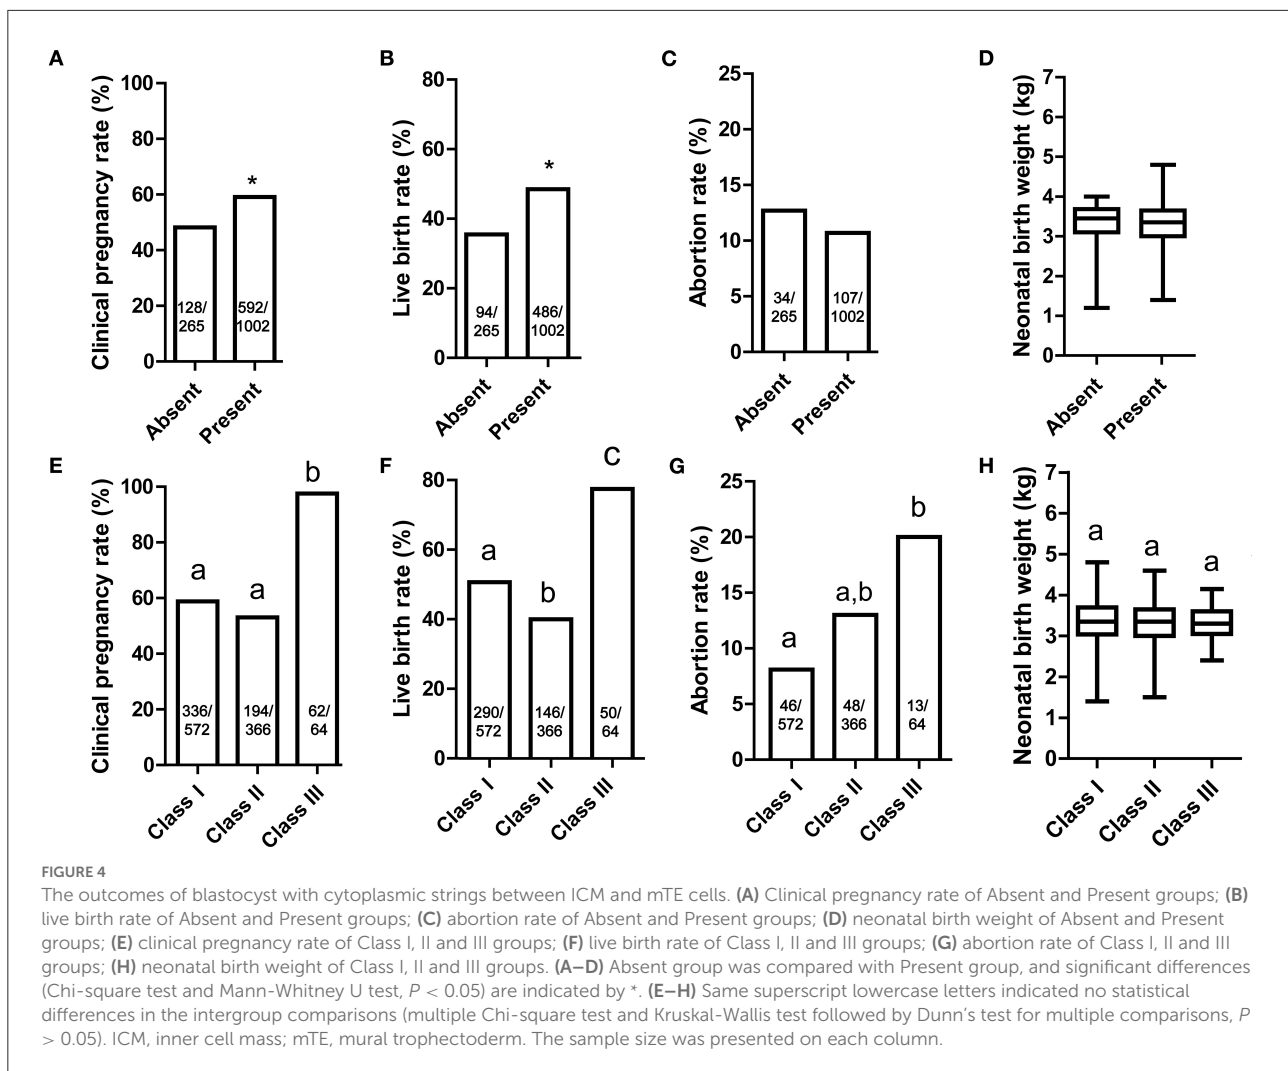 A
Clinical pregnancy rate (%)
100
80
60
40
20
0
*
128/
265
592/
1002
Absent
Present
B
Live birth rate (%)
80
60
40
20
0
*
94/
265
486/
1002
Absent
Present
C
Abortion rate (%)
25
20
15
10
5
0
34/
265
107/
1002
Absent
Present
D
Neonatal birth weight (kg)
7
6
5
4
3
2
1
0
Absent
Present
E
Clinical pregnancy rate (%)
100
80
60
40
20
0
a
a
b
336/
572
194/
366
62/
64
Class I
Class II
Class III
F
Live birth rate (%)
80
60
40
20
0
a
b
C
290/
572
146/
366
50/
64
Class I
Class II
Class III
G
Abortion rate (%)
25
20
15
10
5
0
a
a,b
b
46/
572
48/
366
13/
64
Class I
Class II
Class III
H
Neonatal birth weight (kg)
7
6
5
4
3
2
1
0
a
a
a
Class I
Class II
Class III
FIGURE 4
The outcomes of blastocyst with cytoplasmic strings between ICM and mTE cells. (A) Clinical pregnancy rate of Absent and Present groups; (B)
live birth rate of Absent and Present groups; (C) abortion rate of Absent and Present groups; (D) neonatal birth weight of Absent and Present
groups; (E) clinical pregnancy rate of Class I, II and III groups; (F) live birth rate of Class I, II and III groups; (G) abortion rate of Class I, II and III
groups; (H) neonatal birth weight of Class I, II and III groups. (A–D) Absent group was compared with Present group, and significant differences
(Chi-square test and Mann-Whitney U test, P < 0.05) are indicated by *. (E–H) Same superscript lowercase letters indicated no statistical
differences in the intergroup comparisons (multiple Chi-square test and Kruskal-Wallis test followed by Dunn's test for multiple comparisons, P
> 0.05). ICM, inner cell mass; mTE, mural trophectoderm. The sample size was presented on each column.